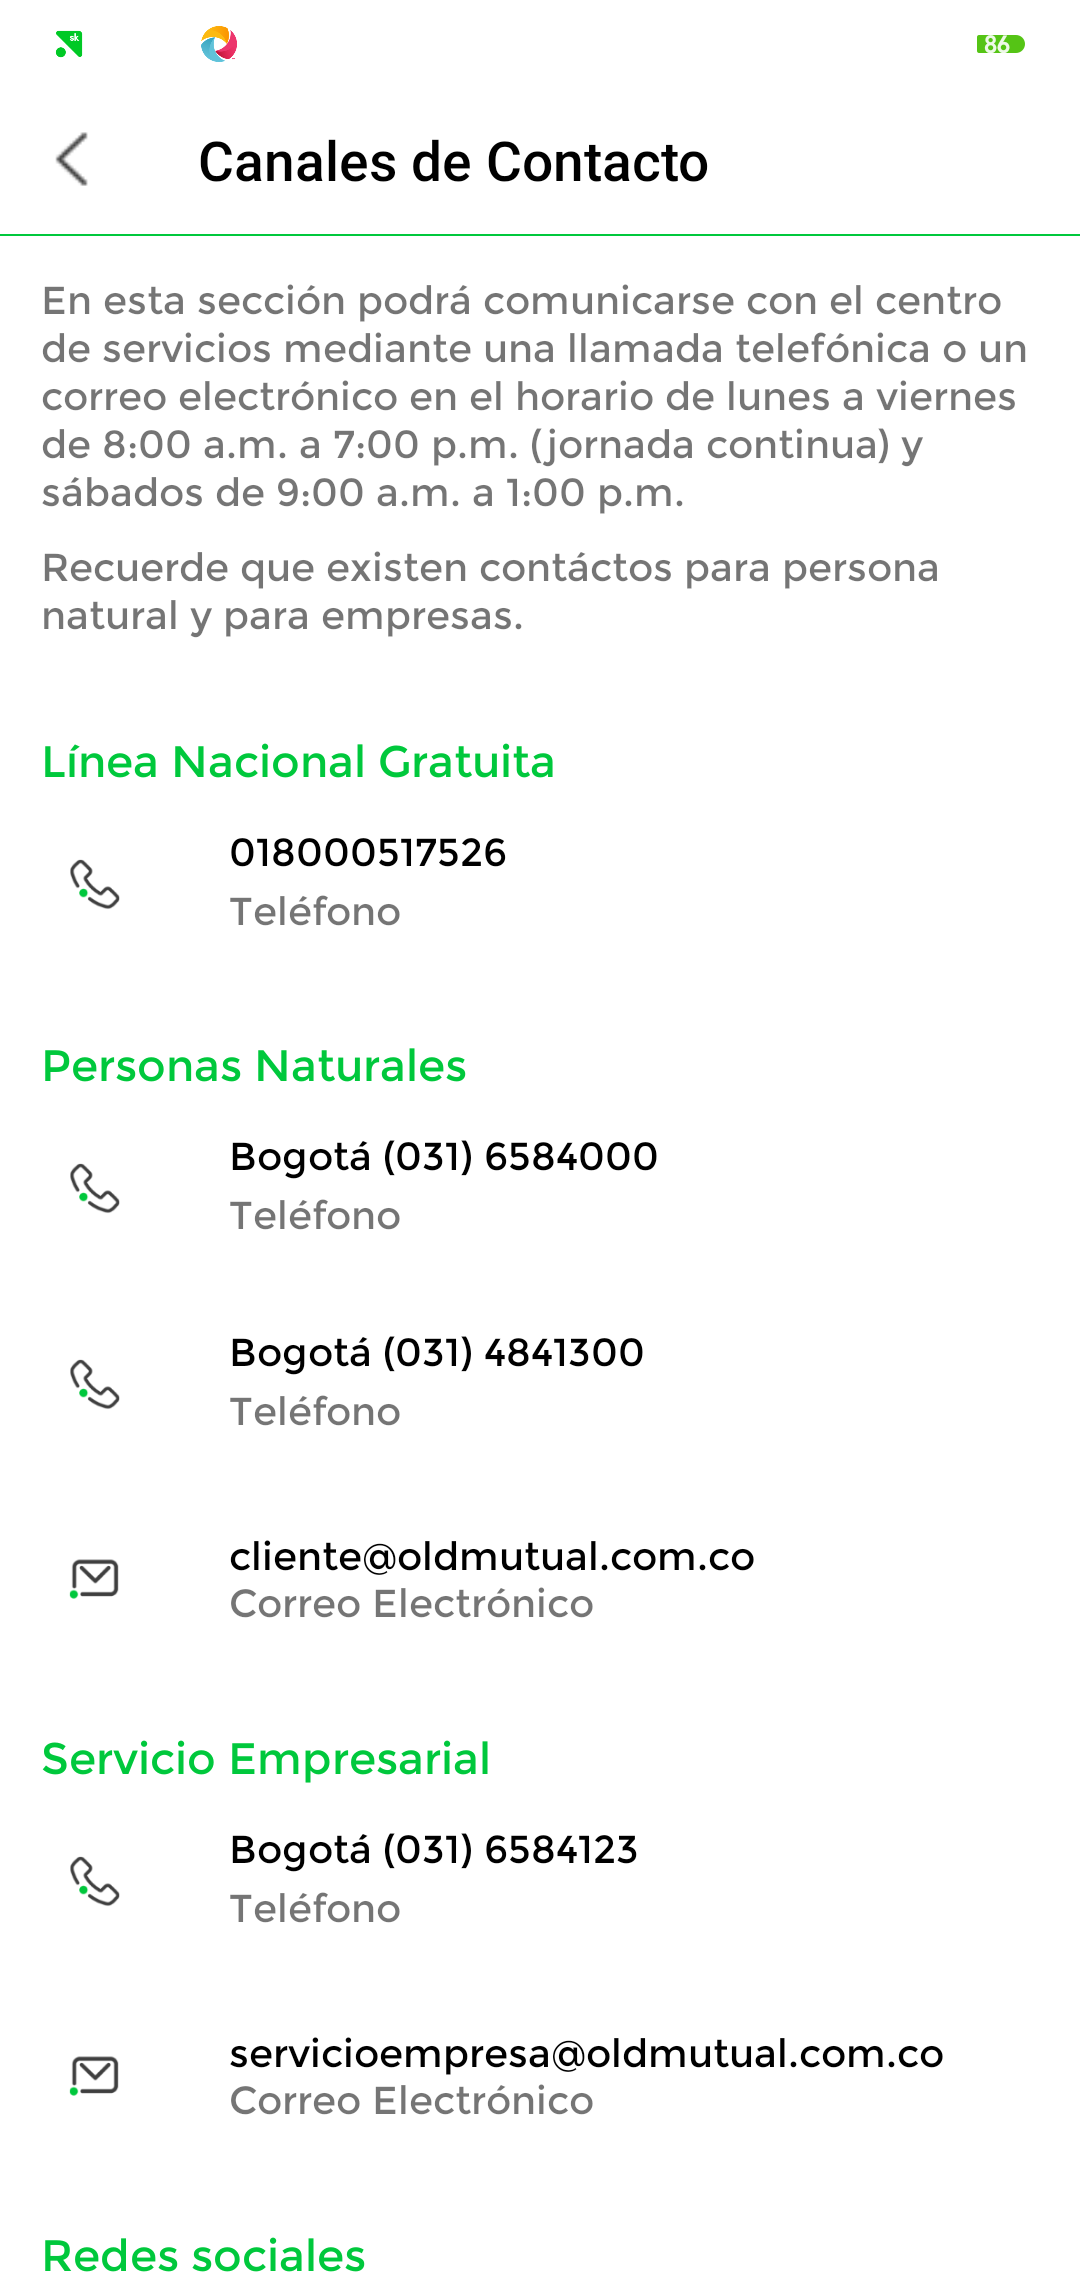 sk
86
Canales de Contacto
En esta sección podrá comunicarse con el centro
de servicios mediante una llamada telefónica o un
correo electrónico en el horario de lunes a viernes
de 8:00 a.m. a 7:00 p.m. (jornada continua) y
sábados de 9:00 a.m. a 1:00 p.m.
Recuerde que existen contáctos para persona
natural y para empresas.
Línea Nacional Gratuita
018000517526
Teléfono
Personas Naturales
Bogotá (031) 6584000
Teléfono
Bogotá (031) 4841300
Teléfono
cliente@oldmutual.com.co
Correo Electrónico
Servicio Empresarial
Bogotá (031) 6584123
Teléfono
servicioempresa@oldmutual.com.co
Correo Electrónico
Redes sociales